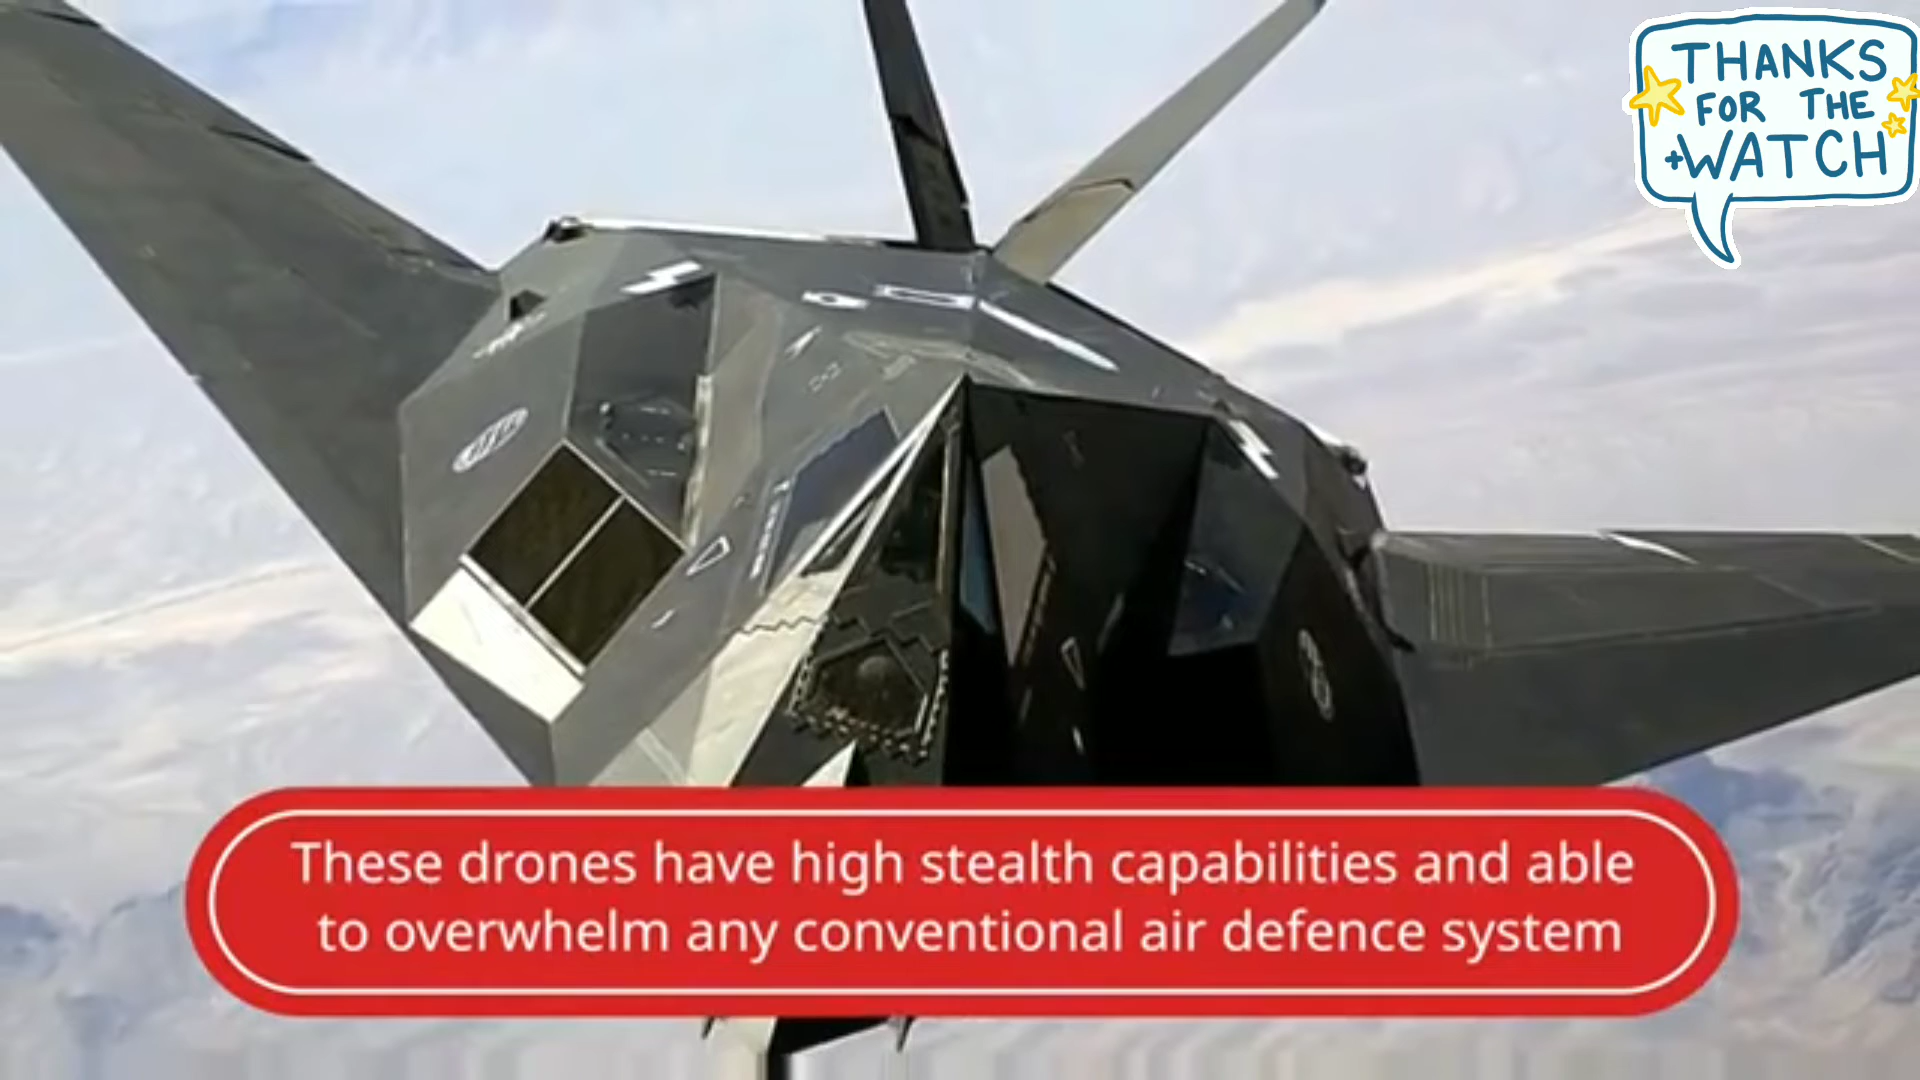 THANKS
FOR THE
WATCH
These drones have high stealth capabilities and able
to overwhelm any conventional air defence system